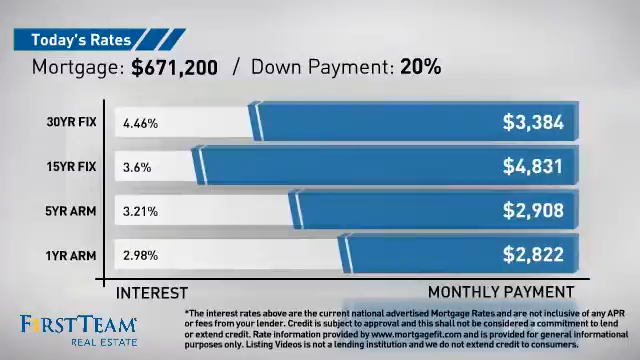 Today's Rates
Mortgage: $671,200 / Down Payment: 20%
30YR FIX 4.46% $3,384
15YR FIX 3.6% $4,831
5YR ARM 3.21% $2,908
1YR ARM 2.98% $2,822
INTEREST MONTHLY PAYMENT
FIRSTTEAM®
REAL ESTATE
*The interest rates above are the current national advertised Mortgage Rates and are not inclusive of any APR
or fees from your lender. Credit is subject to approval and this shall not be considered a commitment to lend
or extend credit. Rate information provided by www.mortgagefit.com and is provided for general informational
purposes only. Listing Videos is not a lending institution and we do not extend credit to consumers.